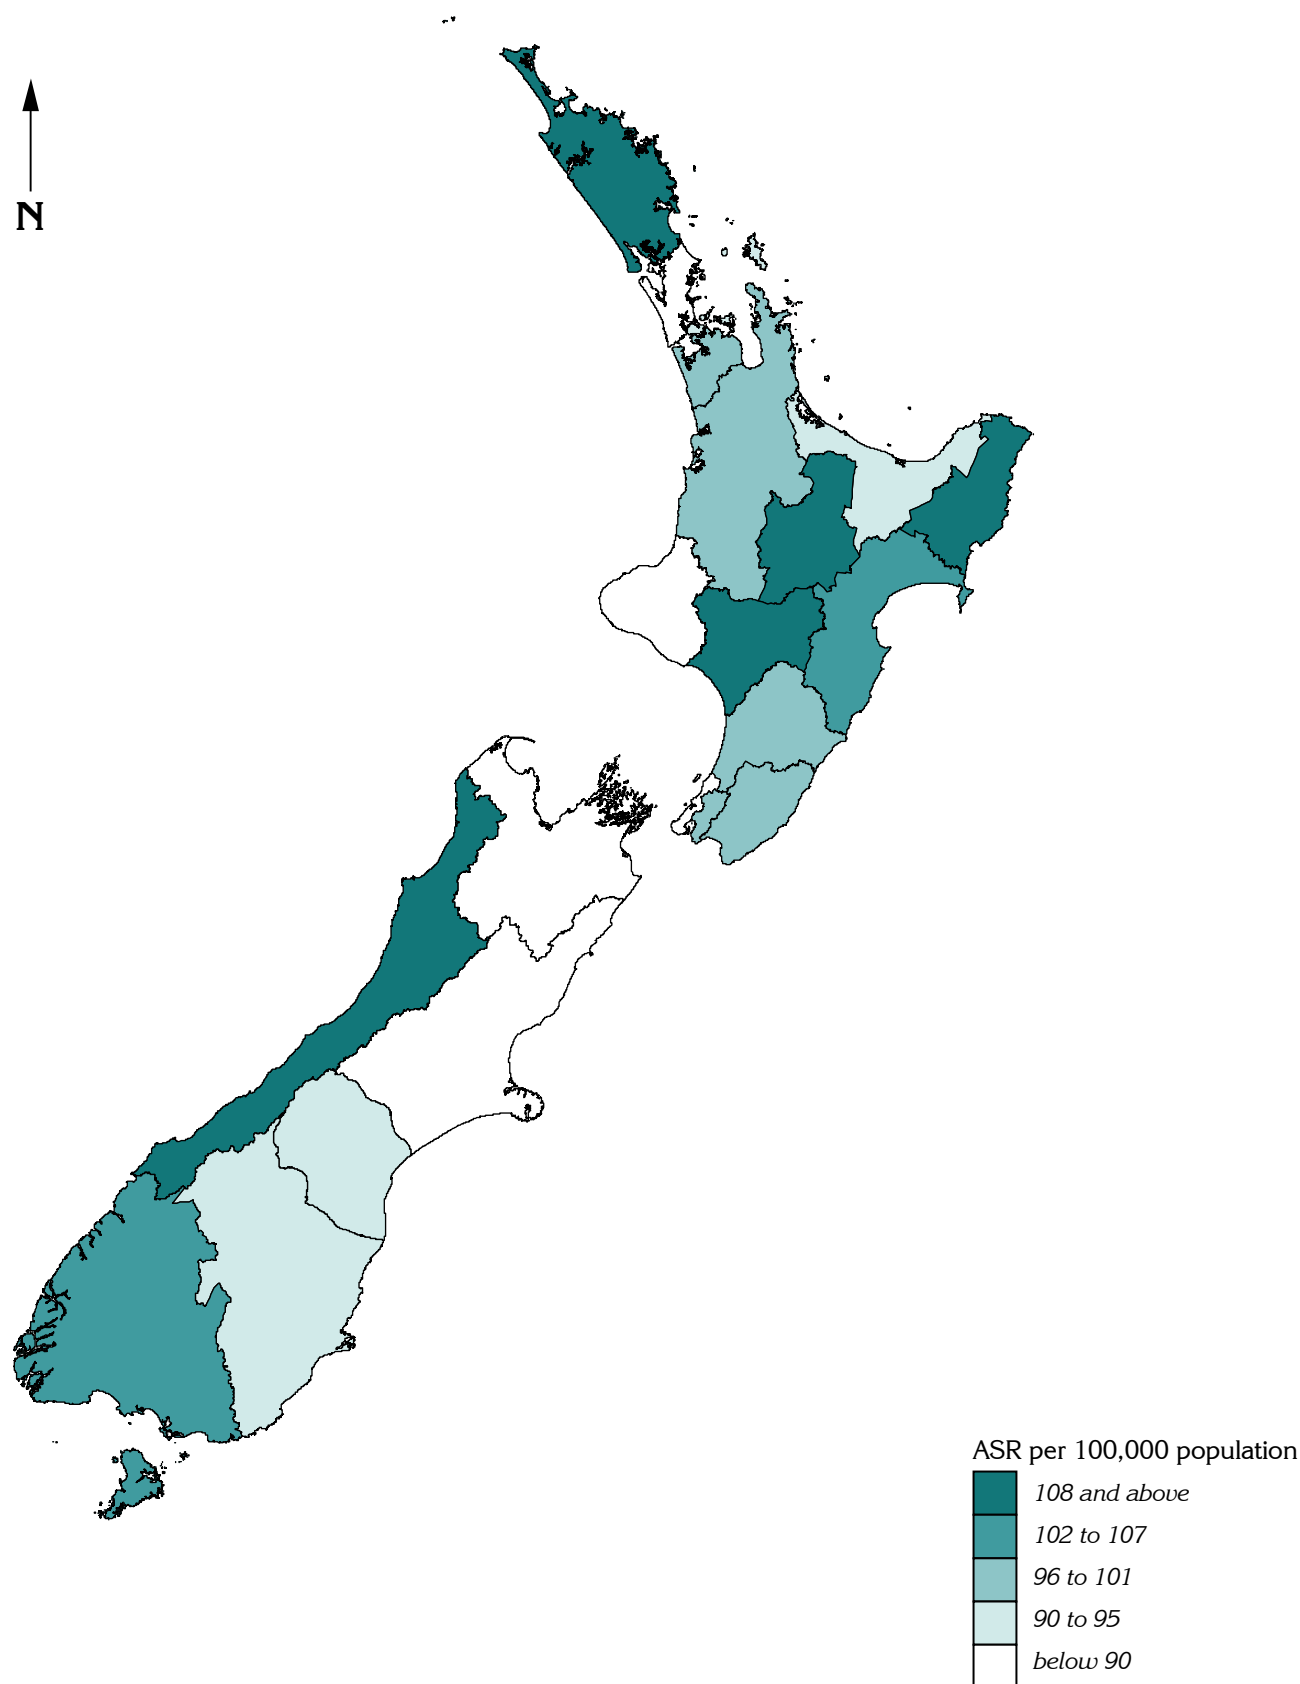 N
ASR per 100,000 population
108 and above
102 to 107
96 to 101
90 to 95
below 90